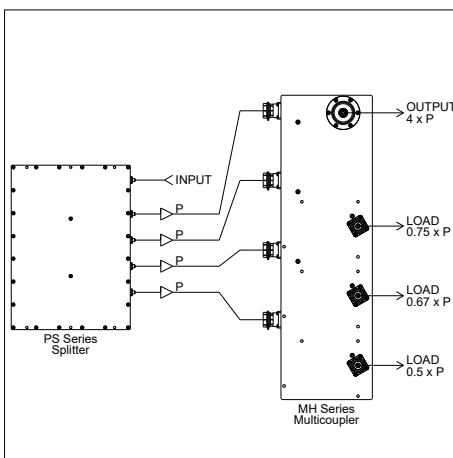 INPUT
P
P
P
P
PS Series
Splitter
OUTPUT
4 x P
LOAD
0.75 x P
LOAD
0.67 x P
LOAD
0.5 x P
MH Series
Multicoupler